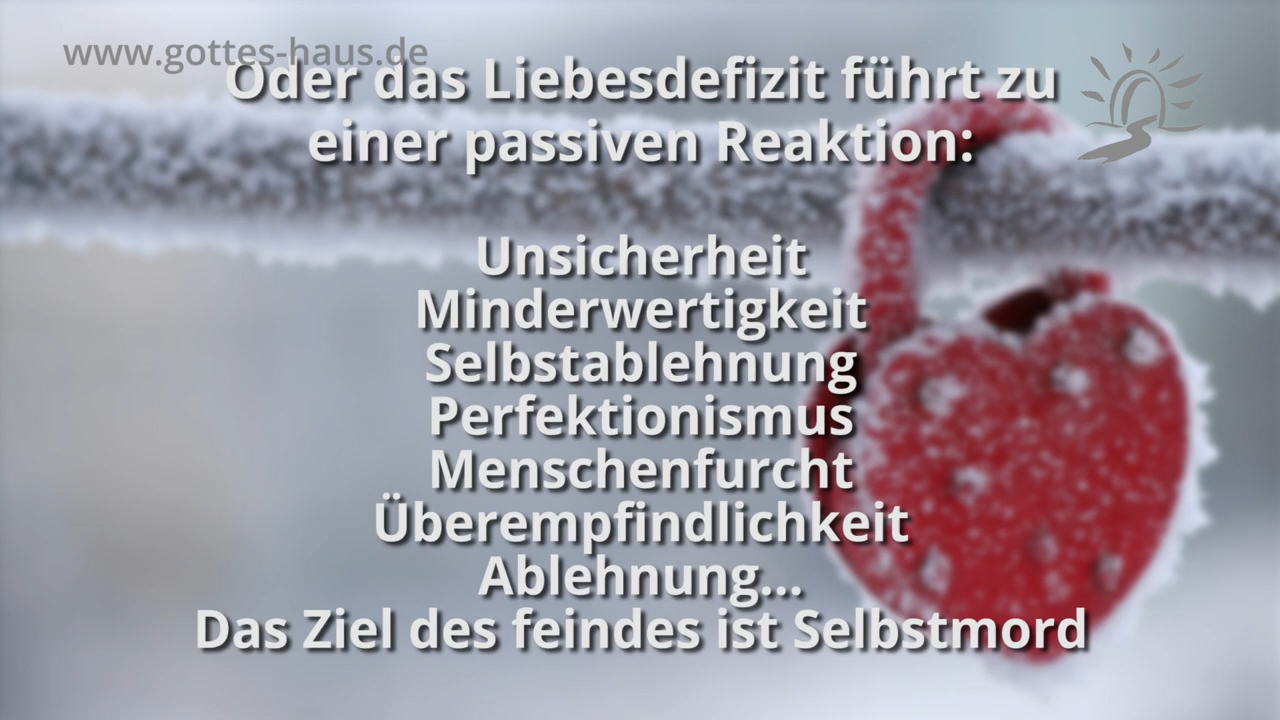 www.gottes-haus.de
Oder das Liebesdefizit führt zu
einer passiven Reaktion:
Unsicherheit
Minderwertigkeit
Selbstablehnung
Perfektionismus
Menschenfurcht
Überempfindlichkeit
Ablehnung...
Das Ziel des feindes ist Selbstmord